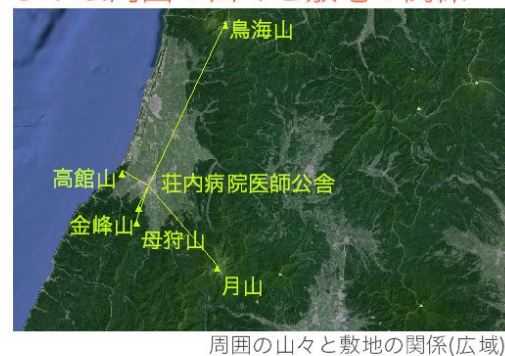 鳥海山
高館山
荘内病院医師公舎
金峰山
母狩山
月山
周囲の山々と敷地の関係(広域)